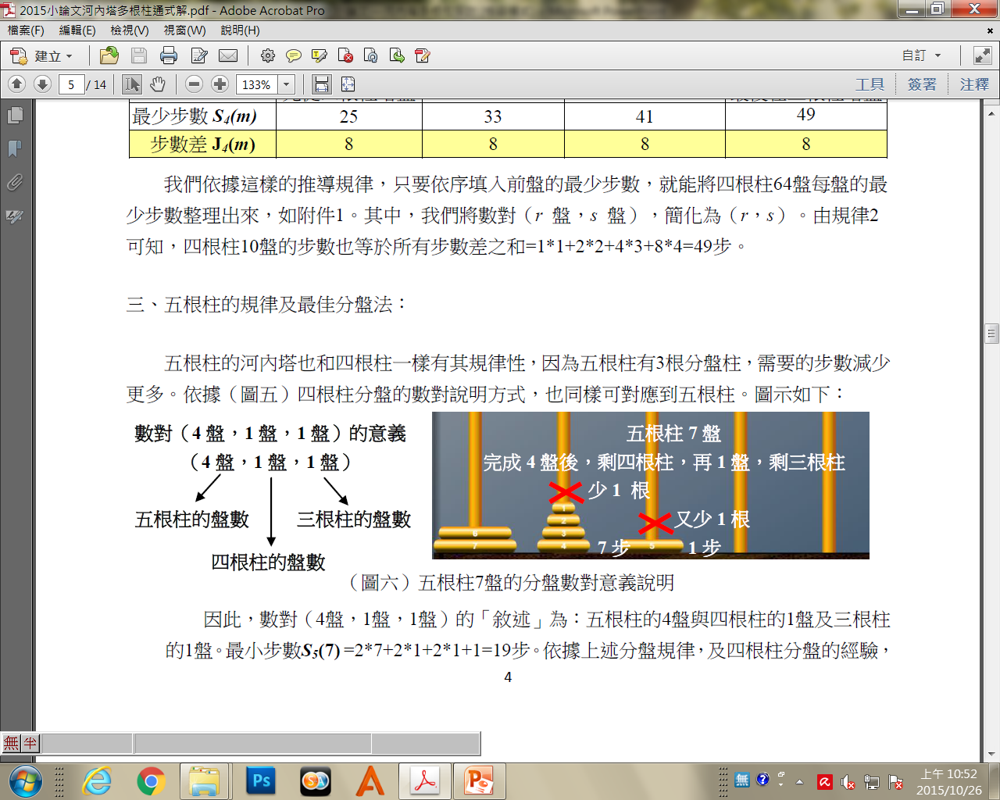 2015小論文河內塔多根柱通式解.pdf - Adobe Acrobat Pro
檔案(F) 編輯(E) 檢視(V) 視窗(W) 說明(H)
建立 自訂
5 / 14 133% 工具 簽署 注釋
最少步數 S4(m) 25 33 41 49
步數差 J4(m) 8 8 8 8
我們依據這樣的推導規律，只要依序填入前盤的最少步數，就能將四根柱64盤每盤的最
少步數整理出來，如附件1。其中，我們將數對（r 盤，s 盤），簡化為（r，s）。由規律2
可知，四根柱10盤的步數也等於所有步數差之和=1*1+2*2+4*3+8*4=49步。
三、五根柱的規律及最佳分盤法：
五根柱的河內塔也和四根柱一樣有其規律性，因為五根柱有3根分盤柱，需要的步數減少
更多。依據（圖五）四根柱分盤的數對說明方式，也同樣可對應到五根柱。圖示如下：
數對（4 盤，1 盤，1 盤）的意義
（4 盤，1 盤，1 盤）
五根柱的盤數 三根柱的盤數
四根柱的盤數
五根柱 7 盤
完成 4 盤後，剩四根柱，再 1 盤，剩三根柱
少 1 根
又少 1 根
7 步 1 步
1
2
3
4
5
6
7
（圖六）五根柱7盤的分盤數對意義說明
因此，數對（4盤，1盤，1盤）的「敘述」為：五根柱的4盤與四根柱的1盤及三根柱
的1盤。最小步數S5(7) =2*7+2*1+2*1+1=19步。依據上述分盤規律，及四根柱分盤的經驗，
4
無 半
Ps
無
上午 10:52
2015/10/26